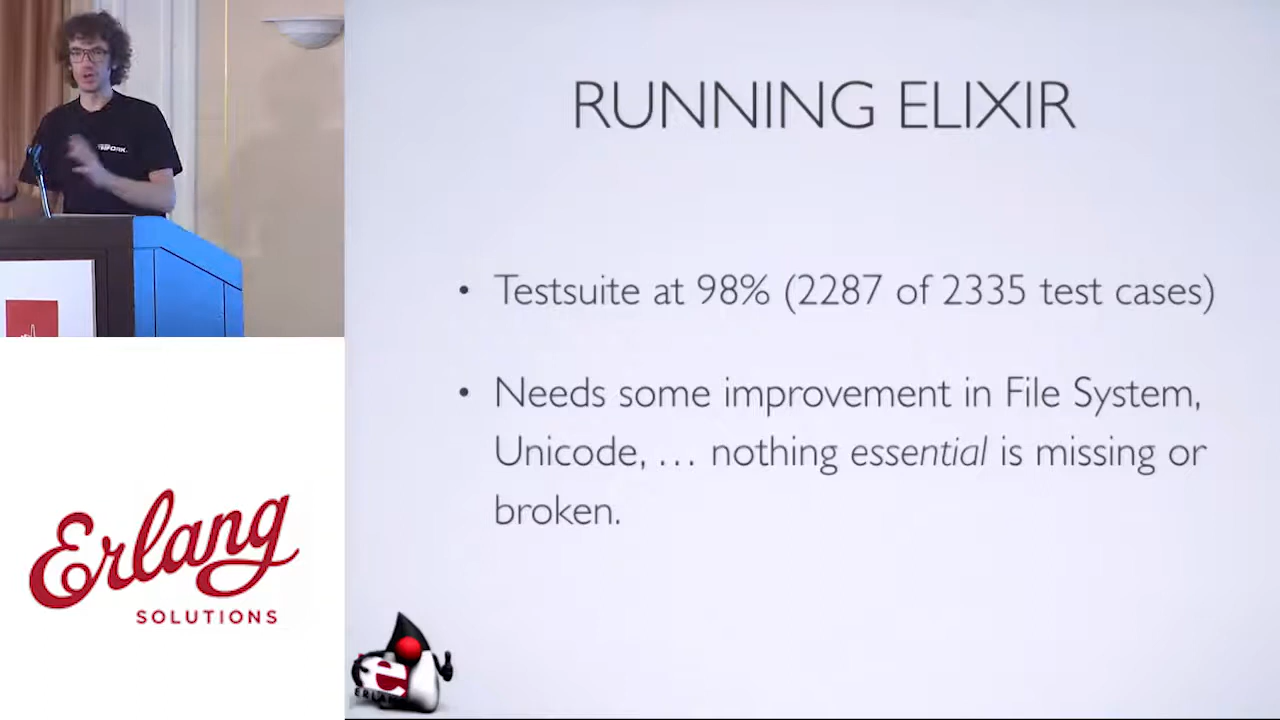 RUNNING ELIXIR
• Testsuite at 98% (2287 of 2335 test cases)
• Needs some improvement in File System,
Unicode, … nothing essential is missing or
broken.
Erlang
SOLUTIONS
e